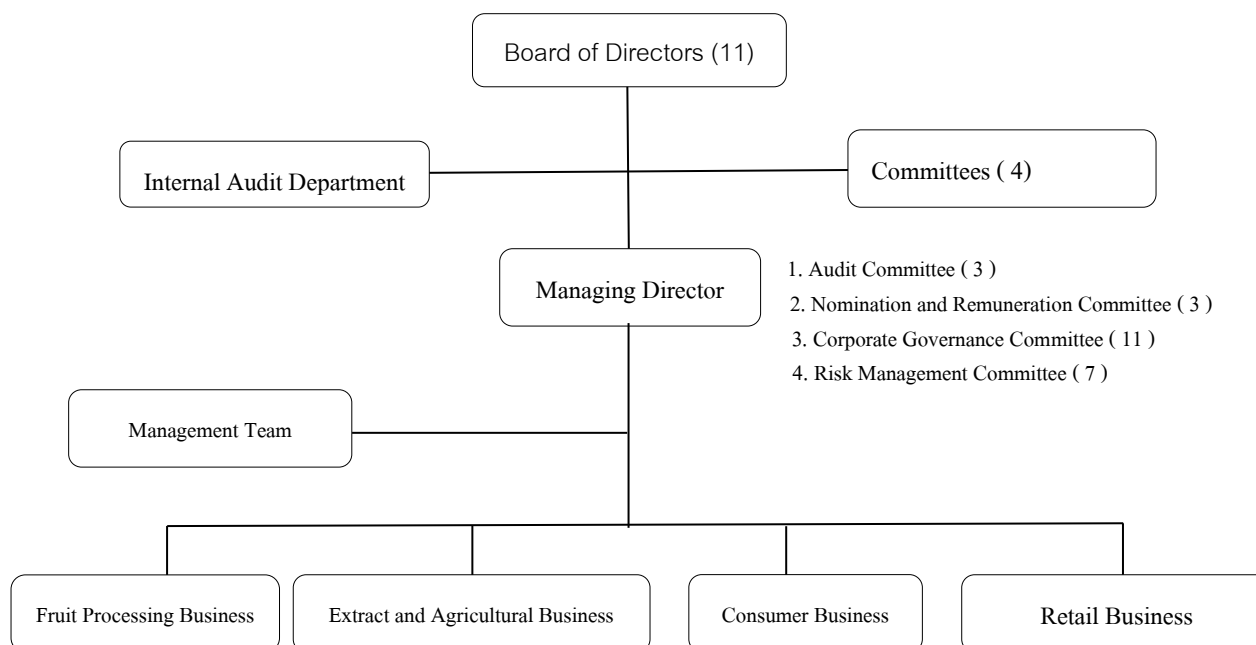 Board of Directors (11)
Internal Audit Department
Committees ( 4)
Managing Director
1. Audit Committee ( 3 )
2. Nomination and Remuneration Committee ( 3 )
3. Corporate Governance Committee ( 11 )
4. Risk Management Committee ( 7 )
Management Team
Fruit Processing Business
Extract and Agricultural Business
Consumer Business
Retail Business